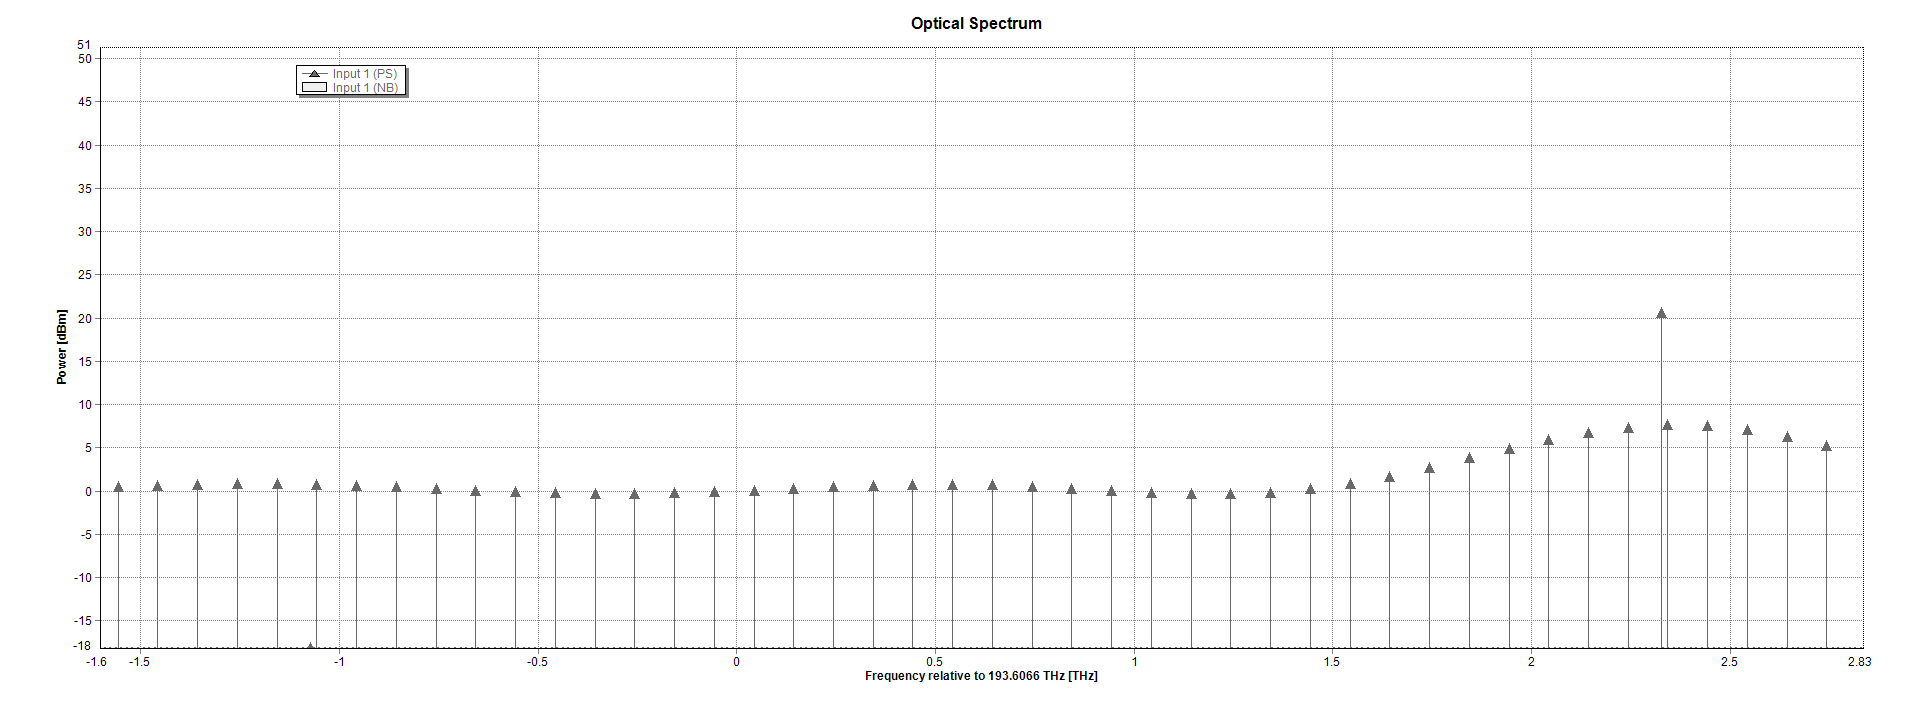 Optical Spectrum
51
50
45
40
35
30
25
20
15
10
5
0
-5
-10
-15
-18
Power [dBm]
Input 1 (PS)
Input 1 (NB)
-1.6 -1.5 -1 -0.5 0 0.5 1 1.5 2 2.5 2.83
Frequency relative to 193.6066 THz [THz]